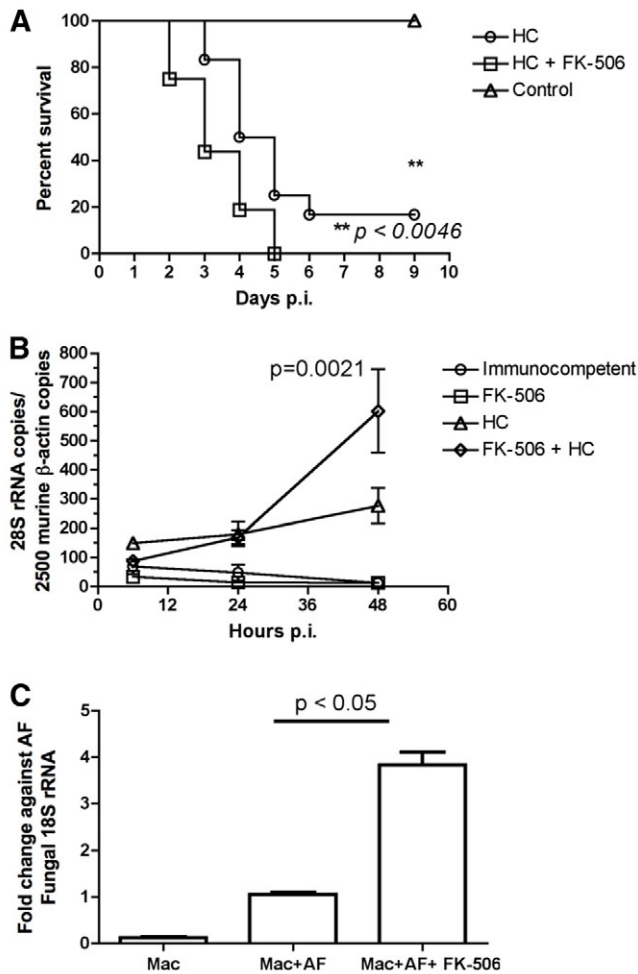 A
Percent survival
100
80
60
40
20
0
0 1 2 3 4 5 6 7 8 9 10
Days p.i.
**
** p < 0.0046
HC
HC + FK-506
Control
B
28S rRNA copies/
2500 murine β-actin copies
800
700
600
500
400
300
200
100
0
0 12 24 36 48 60
Hours p.i.
p=0.0021
Immunocompetent
FK-506
HC
FK-506 + HC
C
Fold change against AF
Fungal 18S rRNA
5
4
3
2
1
0
p < 0.05
Mac Mac+AF Mac+AF+ FK-506